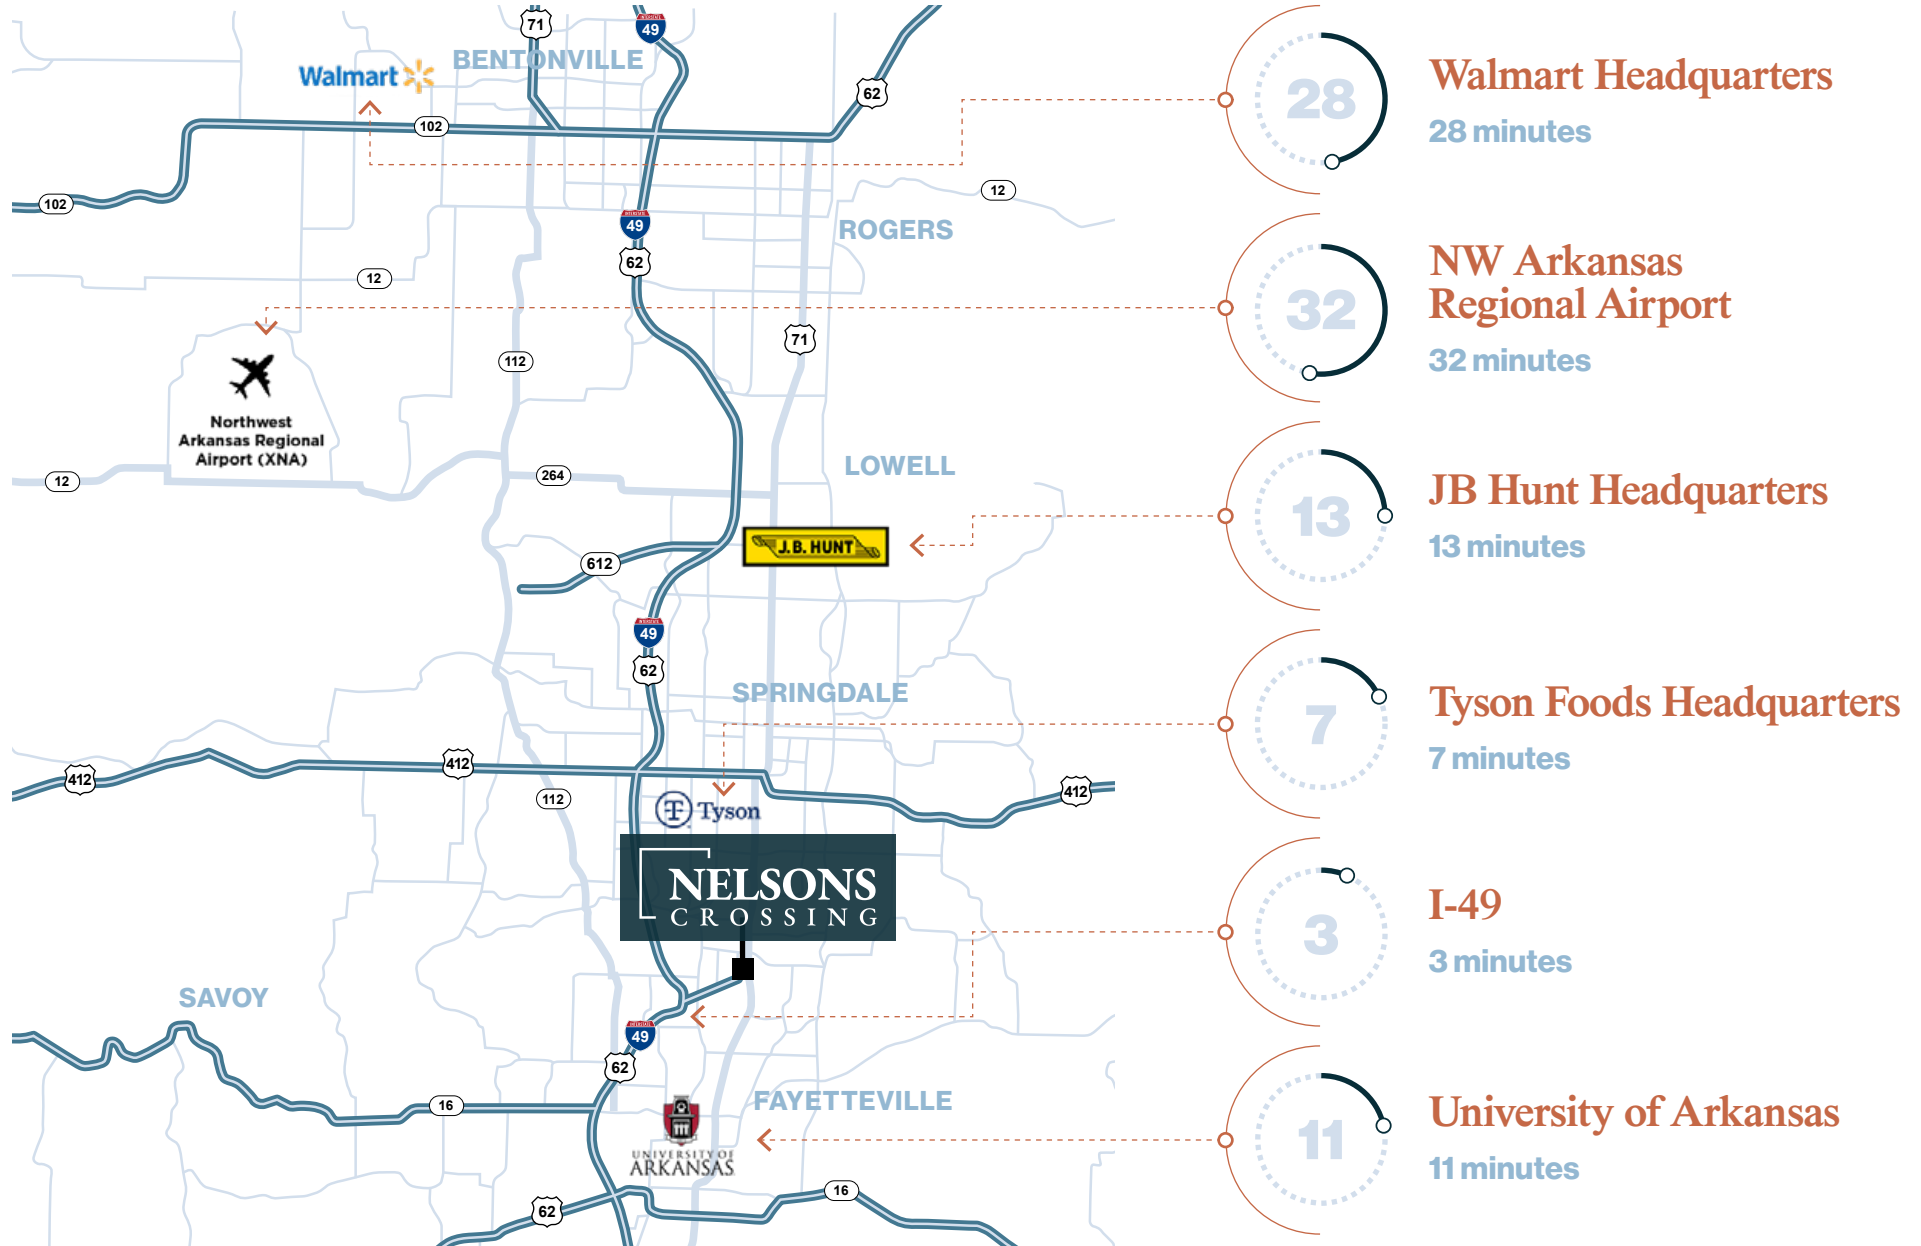 71
INTERSTATE
49
BENTONVILLE
Walmart
62
102
102
12
INTERSTATE
49
ROGERS
62
12
71
112
Northwest
Arkansas Regional
Airport (XNA)
LOWELL
264
12
J.B. HUNT
612
INTERSTATE
49
62
SPRINGDALE
412
412
412
112
Tyson
NELSONS
CROSSING
SAVOY
INTERSTATE
49
62
16
FAYETTEVILLE
UNIVERSITY OF
ARKANSAS
16
62
28
Walmart Headquarters
28 minutes
32
NW Arkansas
Regional Airport
32 minutes
13
JB Hunt Headquarters
13 minutes
7
Tyson Foods Headquarters
7 minutes
3
I-49
3 minutes
11
University of Arkansas
11 minutes